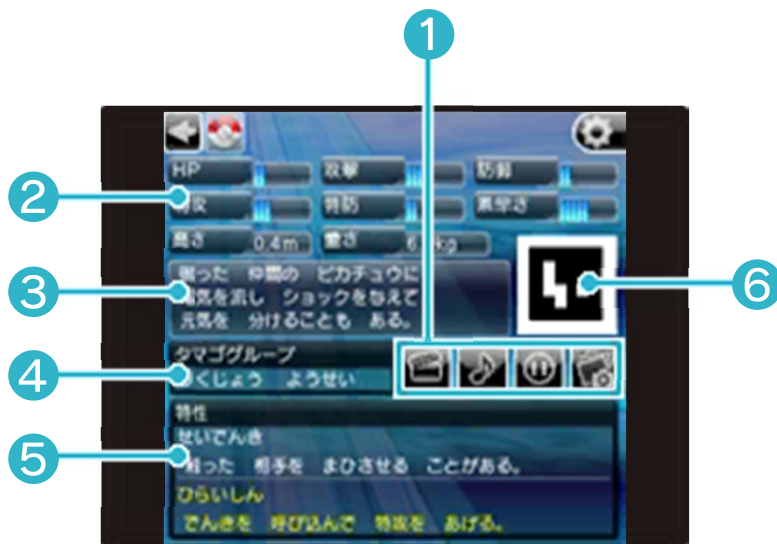 1
2
HP 攻撃 防御
特攻 特防 素早さ
高さ 0.4m 重さ kg
3
った 仲間の ピカチュウに
電気を流し ショックを与えて
元気を 分けることも ある。
6
4
タマゴグループ
りくじょう ようせい
5
特性
せいでんき
触った 相手を まひさせる ことがある。
ひらいしん
でんきを 呼び込んで 特攻を あげる。